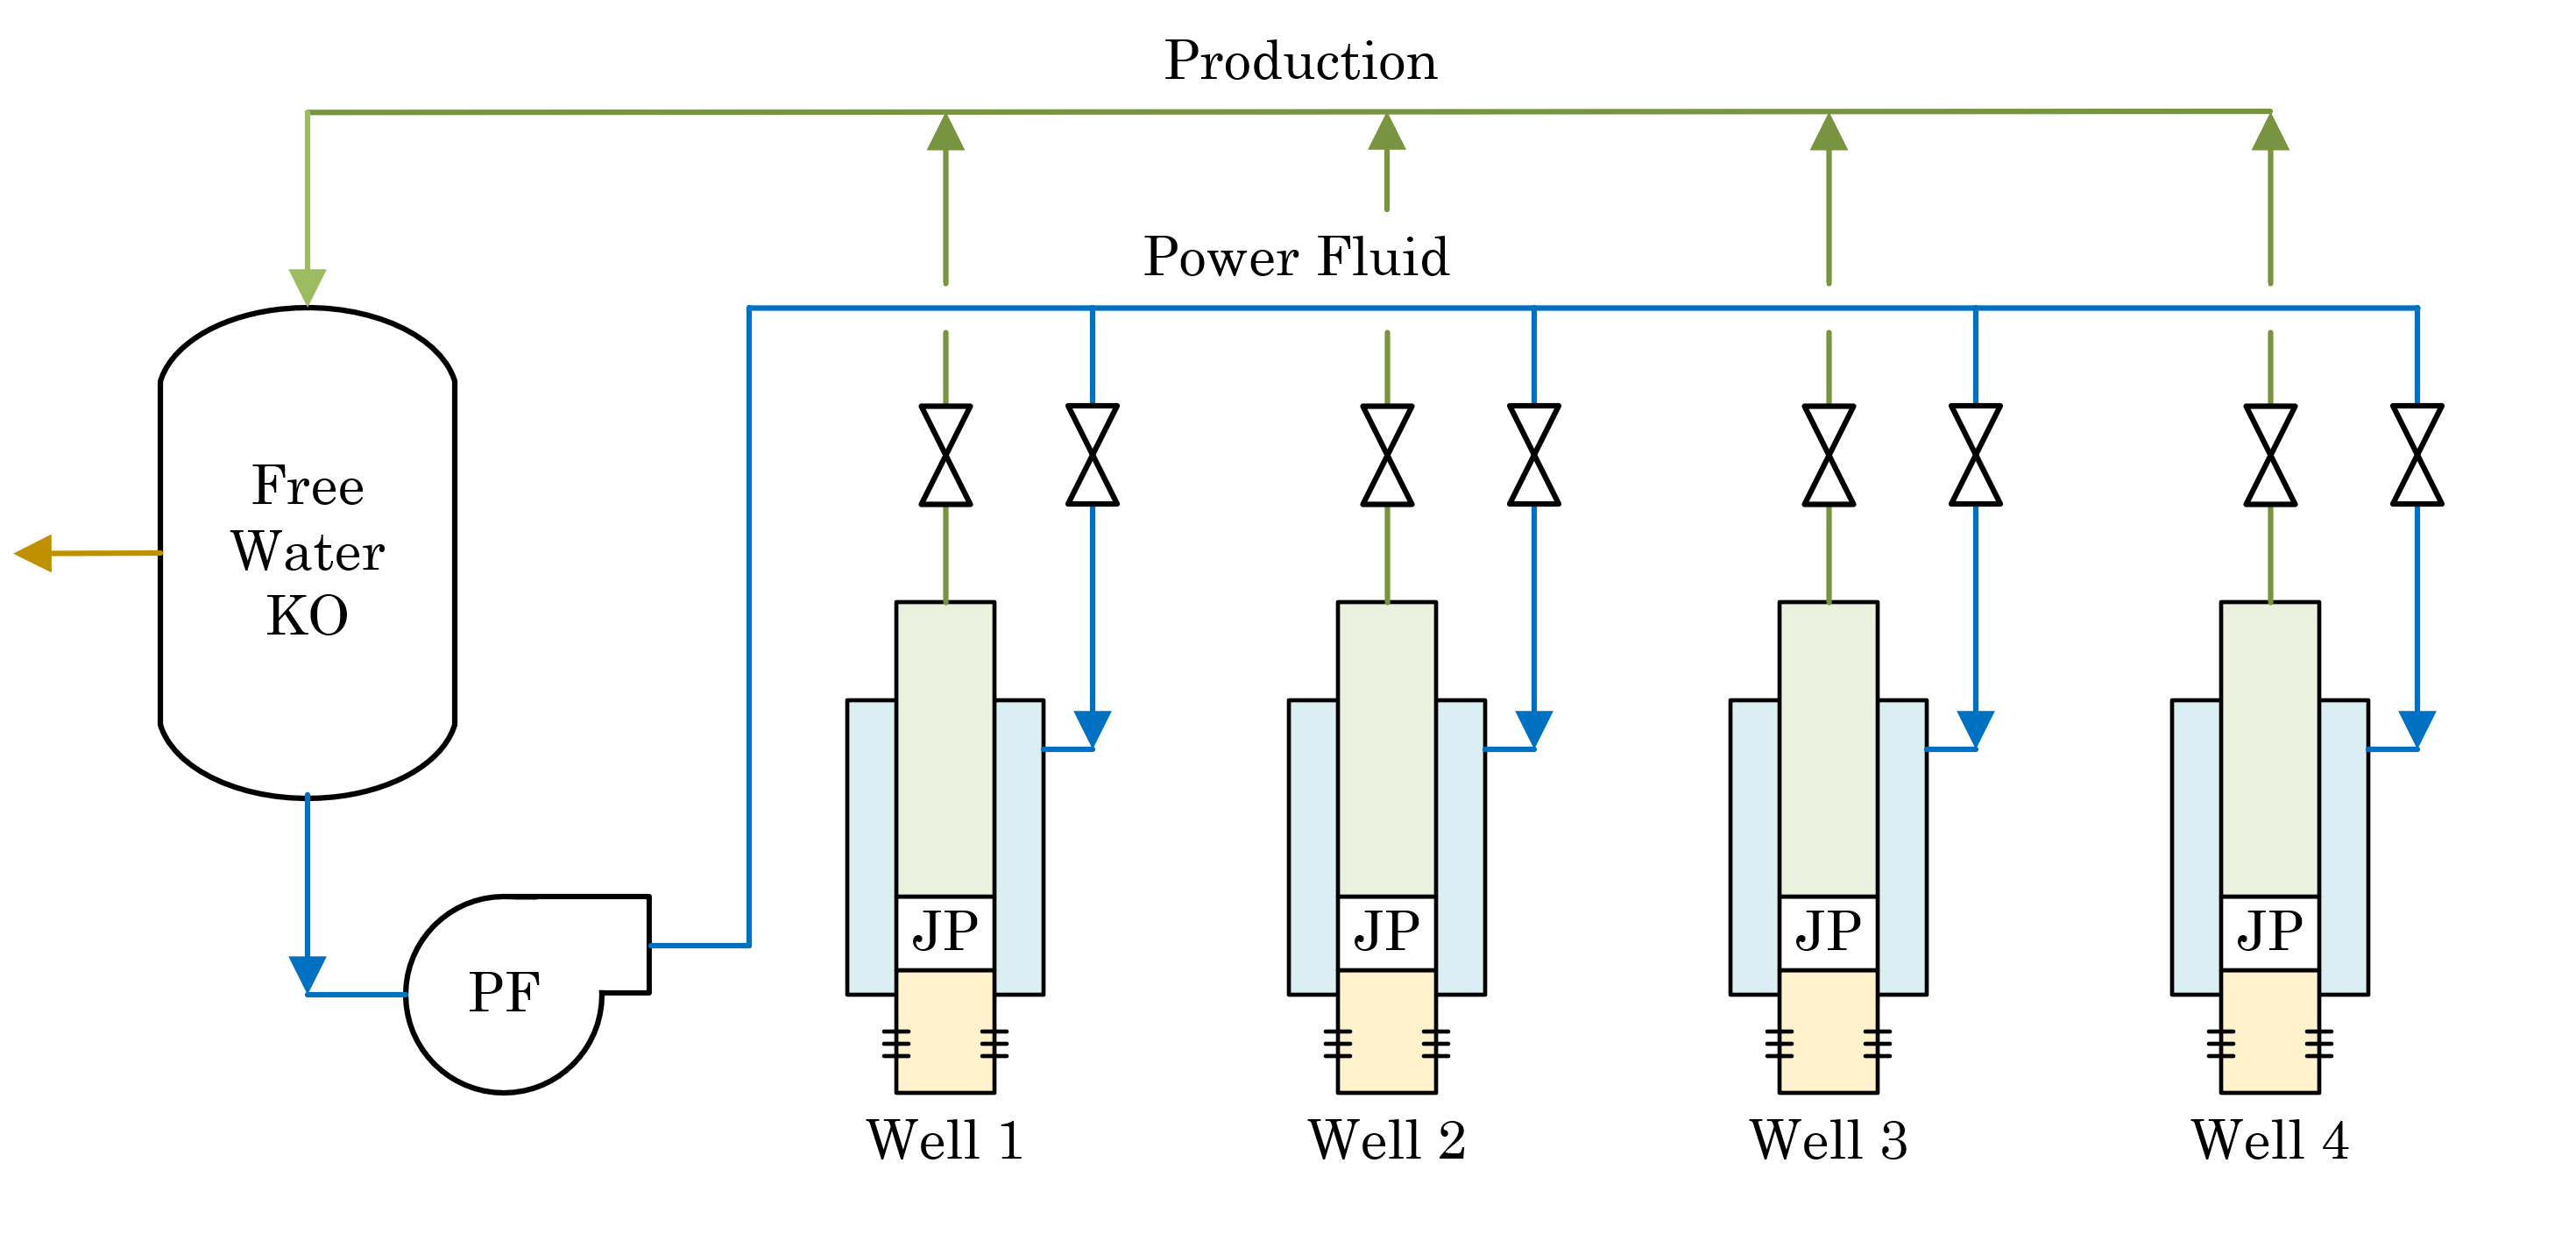 Production
Power Fluid
Free
Water
KO
PF
JP
JP
JP
JP
Well 1
Well 2
Well 3
Well 4